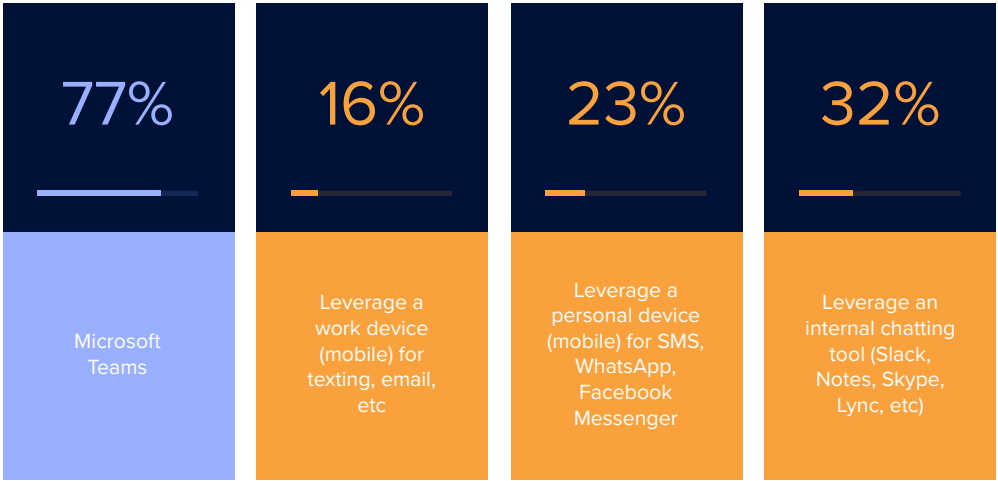 77%
Microsoft
Teams
16%
Leverage a
work device
(mobile) for
texting, email,
etc
23%
Leverage a
personal device
(mobile) for SMS,
WhatsApp,
Facebook
Messenger
32%
Leverage an
internal chatting
tool (Slack,
Notes, Skype,
Lync, etc)